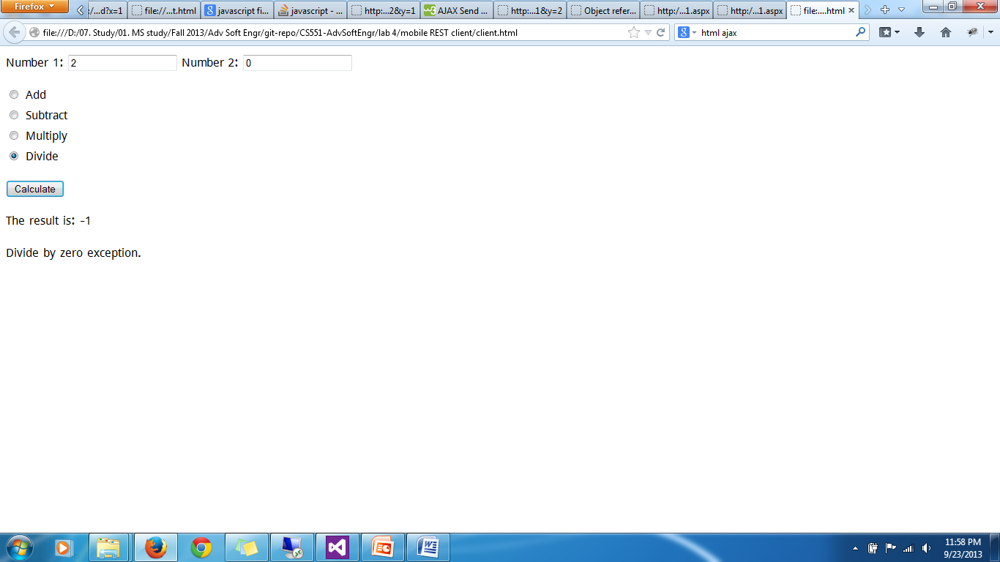 Firefox
:/...d?x=1 file://...t.html javascript fi... javascript - ... http:...2&y=1 AJAX Send ... http:...1&y=2 Object refer... http:/...1.aspx http:/...1.aspx file:....html
file:///D:/07. Study/01. MS study/Fall 2013/Adv Soft Engr/git-repo/CS551-AdvSoftEngr/lab 4/mobile REST client/client.html
html ajax
Number 1: 2 Number 2: 0
Add
Subtract
Multiply
Divide
Calculate
The result is: -1
Divide by zero exception.
11:58 PM
9/23/2013